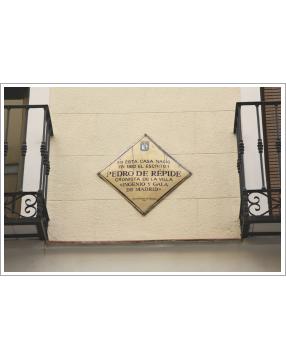 EN ESTA CASA NACIÓ
EN 1882 EL ESCRITOR
PEDRO DE RÉPIDE
CRONISTA DE LA VILLA
«INGENIO Y GALA
DE MADRID»